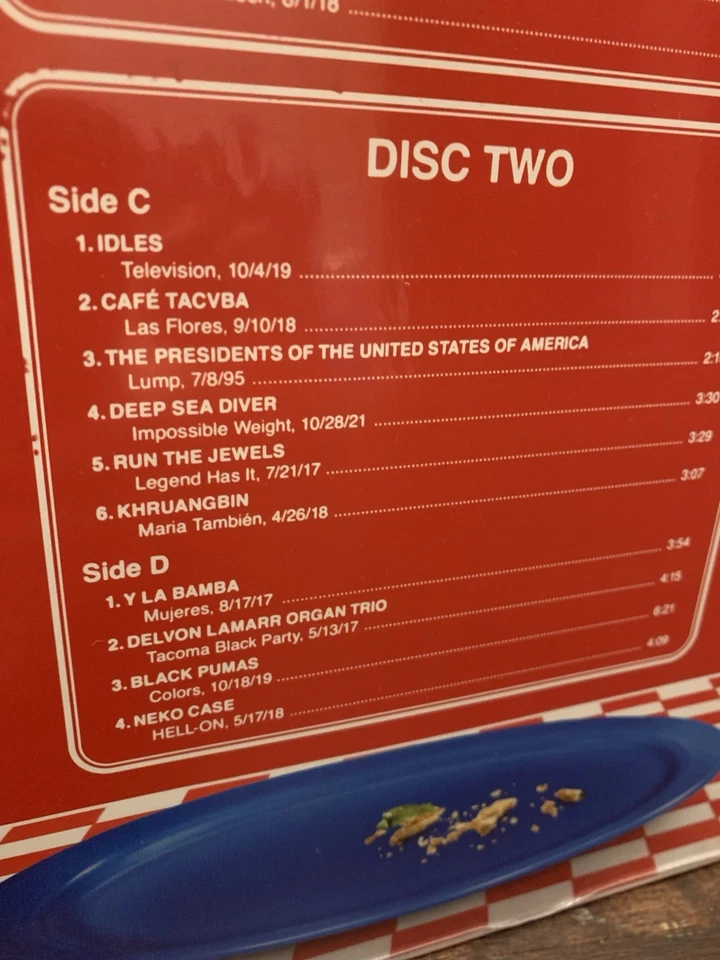 DISC TWO
Side C
1. IDLES
Television, 10/4/19
2. CAFÉ TACVBA
Las Flores, 9/10/18
3. THE PRESIDENTS OF THE UNITED STATES OF AMERICA
Lump, 7/8/95
4. DEEP SEA DIVER
Impossible Weight, 10/28/21 3:30
5. RUN THE JEWELS
Legend Has It, 7/21/17 3:29
6. KHRUANGBIN
Maria También, 4/26/18 3:07
Side D
1. Y LA BAMBA
Mujeres, 8/17/17 3:54
2. DELVON LAMARR ORGAN TRIO
Tacoma Black Party, 5/13/17 4:15
3. BLACK PUMAS
Colors, 10/18/19 6:21
4. NEKO CASE
HELL-ON, 5/17/18 4:09